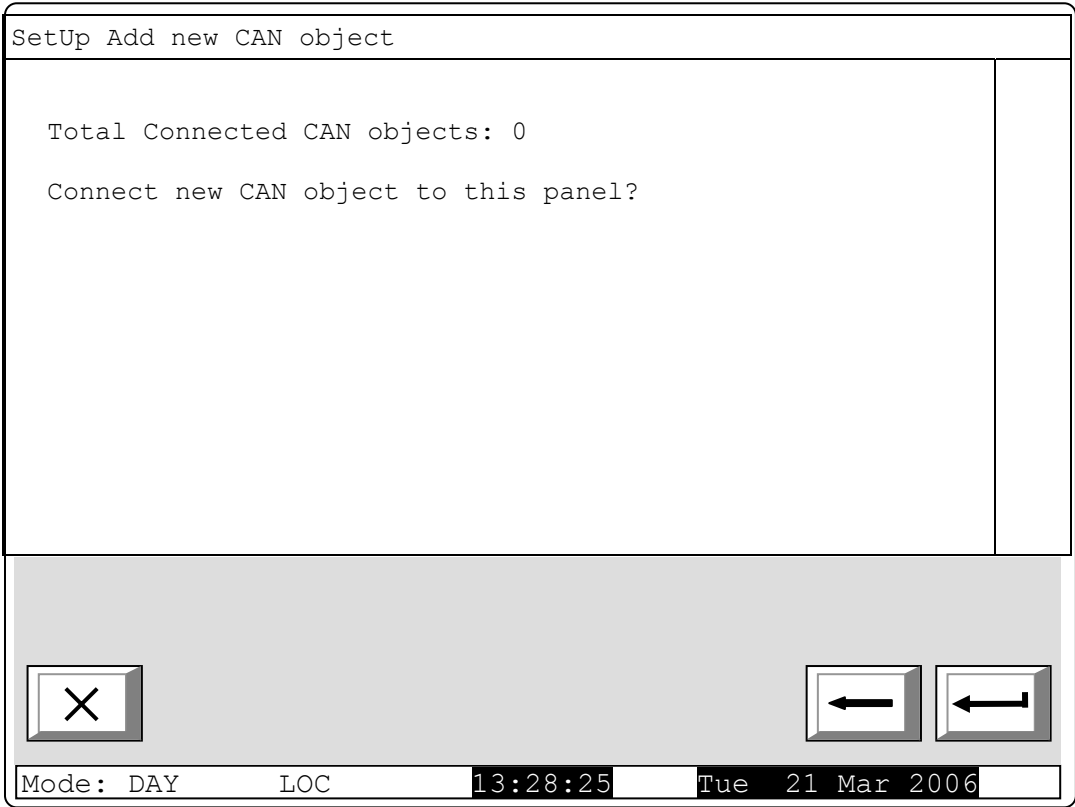 SetUp Add new CAN object
Total Connected CAN objects: 0
Connect new CAN object to this panel?
Mode: DAY LOC 13:28:25 Tue 21 Mar 2006